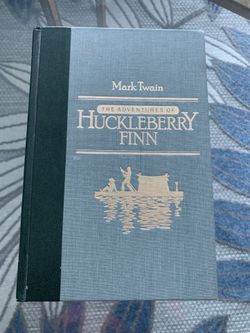 Mark Twain
THE ADVENTURES OF
HUCKLEBERRY
FINN